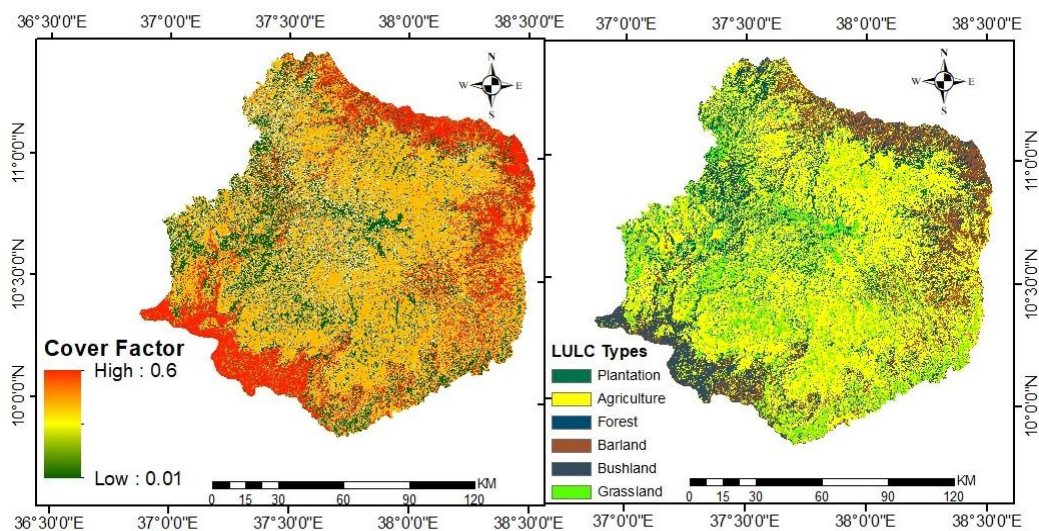 36°30'0"E 37°0'0"E 37°30'0"E 38°0'0"E 38°30'0"E
37°0'0"E 37°30'0"E 38°0'0"E 38°30'0"E
N
W E
S
N
W E
S
11°0'0"N
10°30'0"N
10°0'0"N
11°0'0"N
10°30'0"N
10°0'0"N
Cover Factor
High : 0.6
Low : 0.01
KM
0 15 30 60 90 120
LULC Types
Plantation
Agriculture
Forest
Barland
Bushland
Grassland
KM
0 15 30 60 90 120
36°30'0"E 37°0'0"E 37°30'0"E 38°0'0"E 38°30'0"E
37°0'0"E 37°30'0"E 38°0'0"E 38°30'0"E